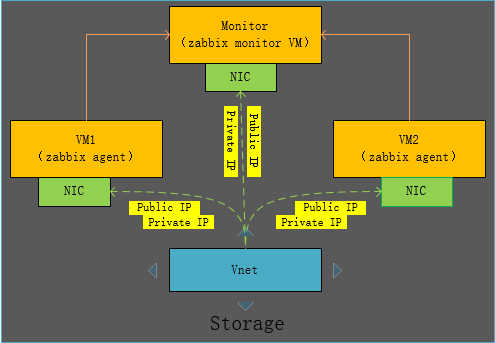 Monitor
（zabbix monitor VM）
NIC
Private IP
Public IP
VM1
（zabbix agent）
NIC
VM2
（zabbix agent）
NIC
Public IP
Private IP
Public IP
Private IP
Vnet
Storage